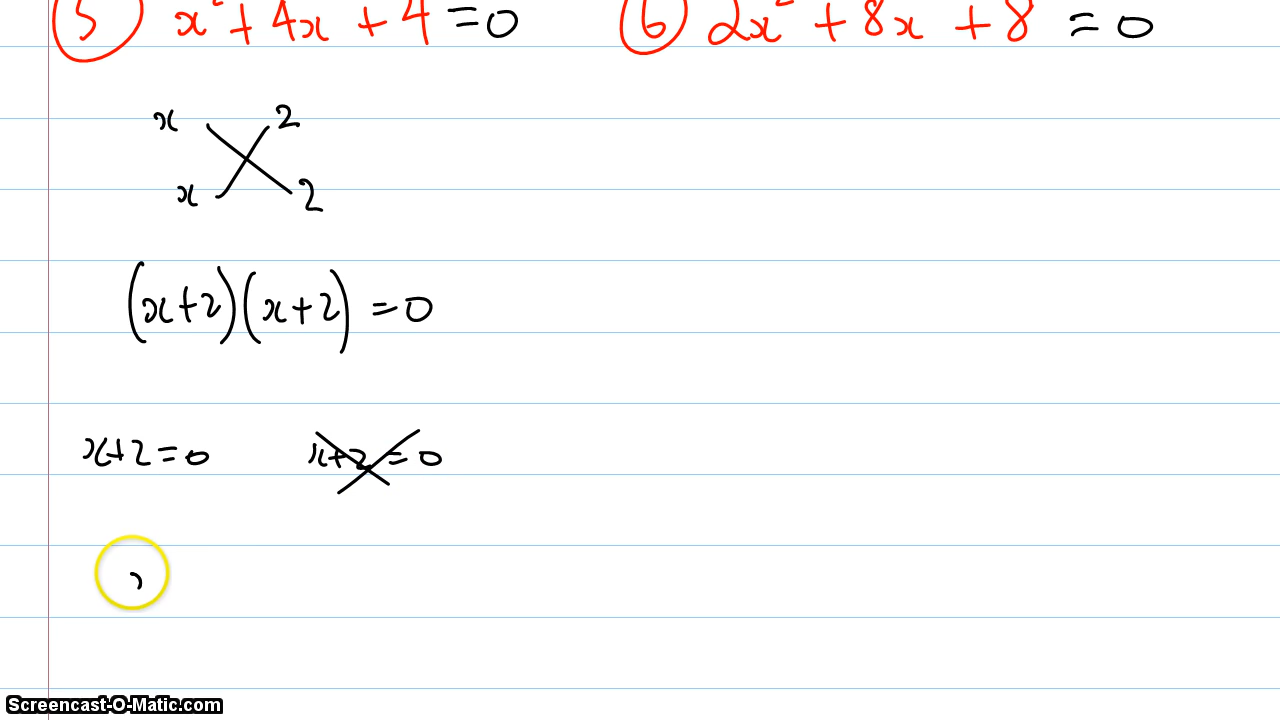 5 x² + 4x + 4 = 0
6 2x² + 8x + 8 = 0
x 2
x 2
(x+2)(x+2) = 0
x+2=0 x+2=0
Screencast-O-Matic.com